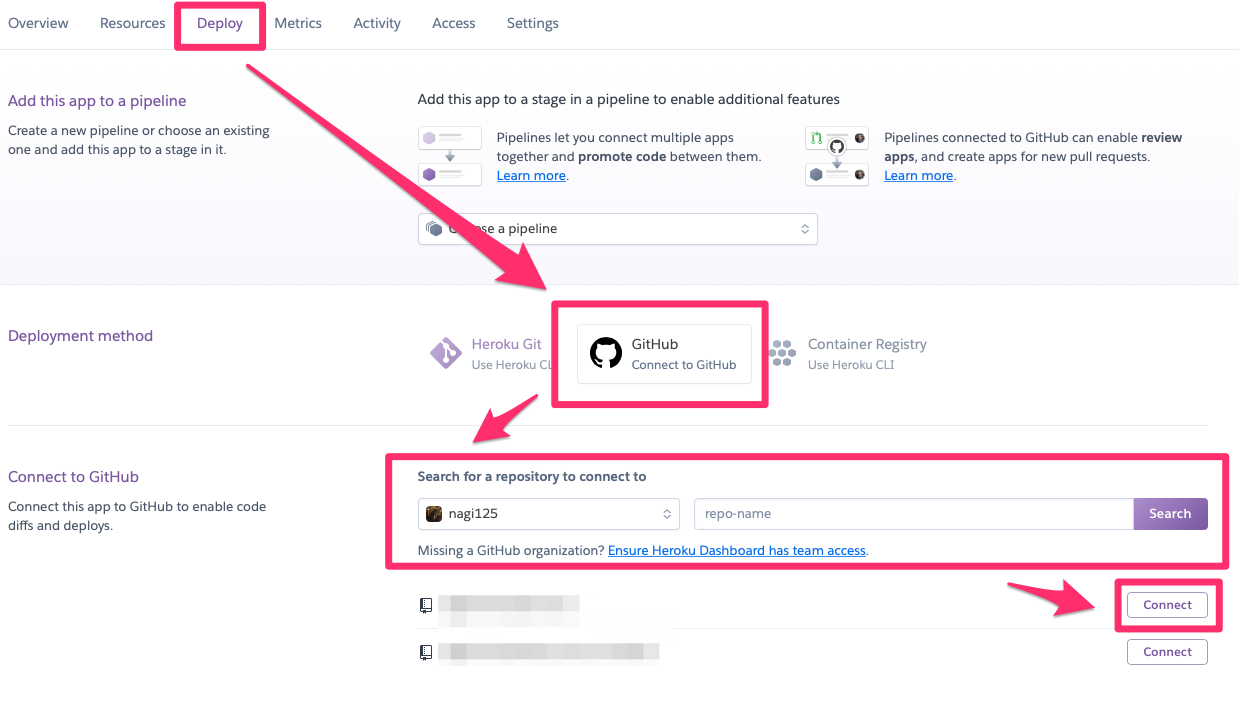 Overview Resources Deploy Metrics Activity Access Settings
Add this app to a pipeline
Create a new pipeline or choose an existing
one and add this app to a stage in it.
Add this app to a stage in a pipeline to enable additional features
Pipelines let you connect multiple apps
together and promote code between them.
Learn more.
Pipelines connected to GitHub can enable review
apps, and create apps for new pull requests.
Learn more.
a pipeline
Deployment method
Heroku Git
Use Heroku CL
GitHub
Connect to GitHub
Container Registry
Use Heroku CLI
Connect to GitHub
Connect this app to GitHub to enable code
diffs and deploys.
Search for a repository to connect to
nagi125
repo-name
Search
Missing a GitHub organization? Ensure Heroku Dashboard has team access.
Connect
Connect